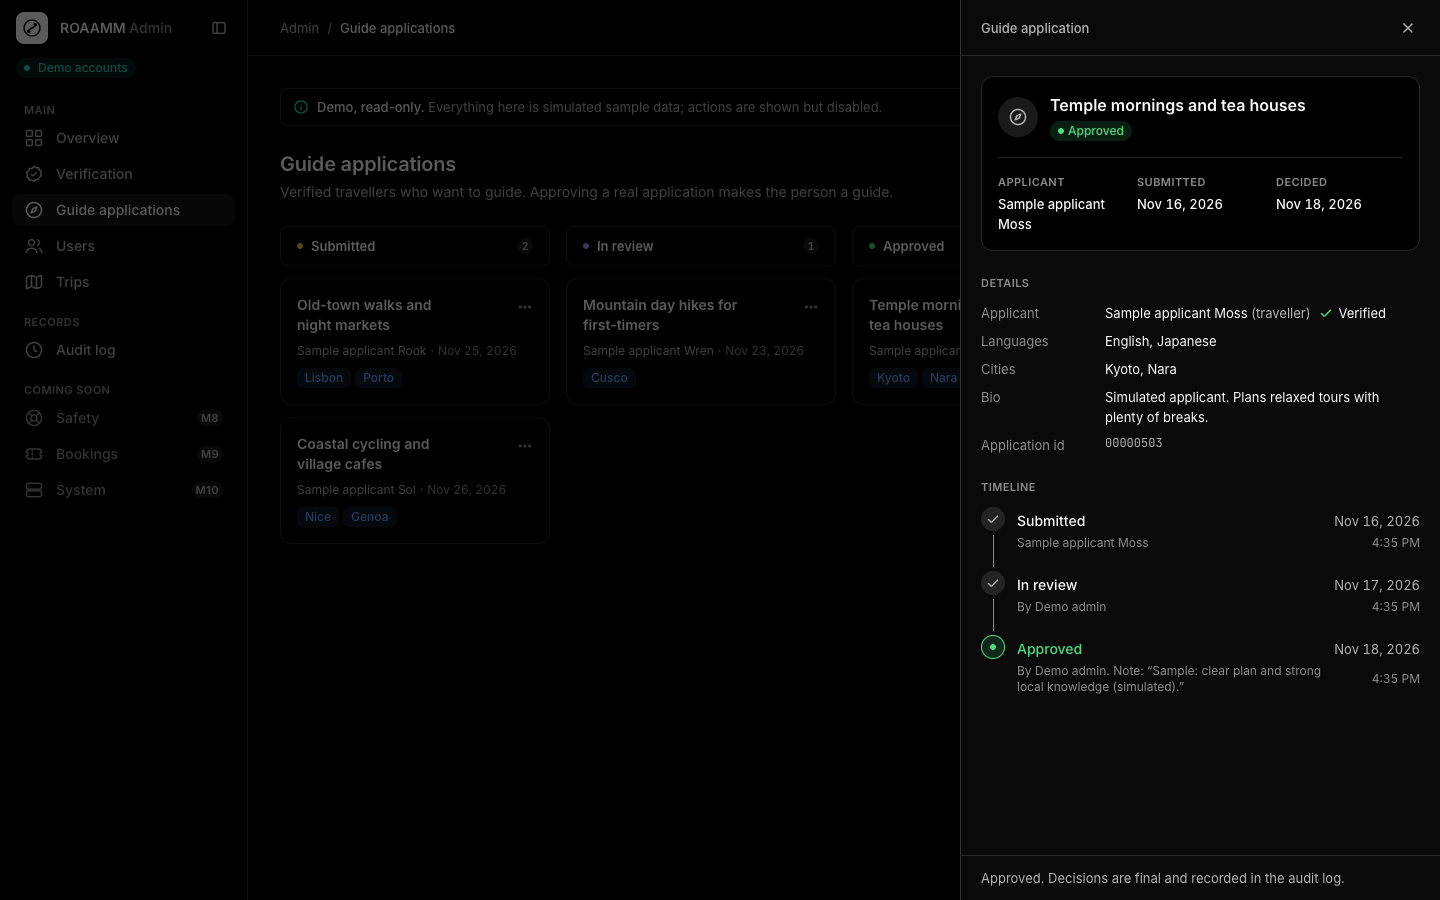 ROAAMM Admin
Demo accounts
MAIN
Overview
Verification
Guide applications
Users
Trips
RECORDS
Audit log
COMING SOON
Safety M8
Bookings M9
System M10
Admin / Guide applications
Demo, read-only. Everything here is simulated sample data; actions are shown but disabled.
Guide applications
Verified travellers who want to guide. Approving a real application makes the person a guide.
Submitted 2
Old-town walks and
night markets
Sample applicant Rook · Nov 25, 2026
Lisbon Porto
Coastal cycling and
village cafes
Sample applicant Sol · Nov 26, 2026
Nice Genoa
In review 1
Mountain day hikes for
first-timers
Sample applicant Wren · Nov 23, 2026
Cusco
Approved
Temple morni
tea houses
Sample applican
Kyoto Nara
Guide application
Temple mornings and tea houses
Approved
APPLICANT SUBMITTED DECIDED
Sample applicant Nov 16, 2026 Nov 18, 2026
Moss
DETAILS
Applicant Sample applicant Moss (traveller) Verified
Languages English, Japanese
Cities Kyoto, Nara
Bio Simulated applicant. Plans relaxed tours with
plenty of breaks.
Application id 00000503
TIMELINE
Submitted Nov 16, 2026
Sample applicant Moss 4:35 PM
In review Nov 17, 2026
By Demo admin 4:35 PM
Approved Nov 18, 2026
By Demo admin. Note: “Sample: clear plan and strong
local knowledge (simulated).” 4:35 PM
Approved. Decisions are final and recorded in the audit log.